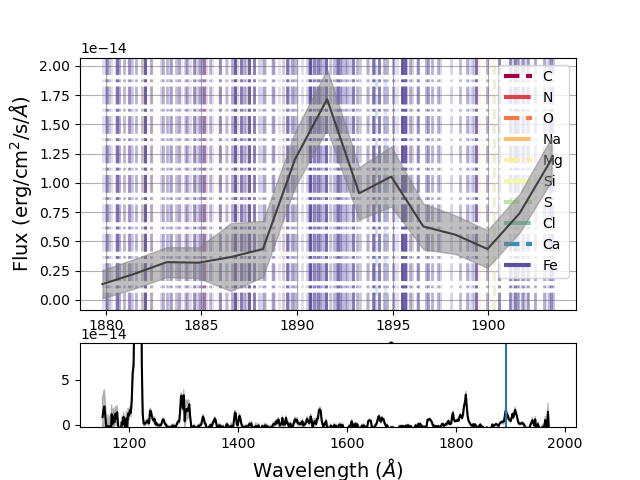 1e−14
2.00
1.75
1.50
1.25
1.00
0.75
0.50
0.25
0.00
Flux (erg/cm²/s/Å)
C
N
O
Na
Mg
Si
S
Cl
Ca
Fe
1880 1885 1890 1895 1900
1e−14
5
0
1200 1400 1600 1800 2000
Wavelength (Å)